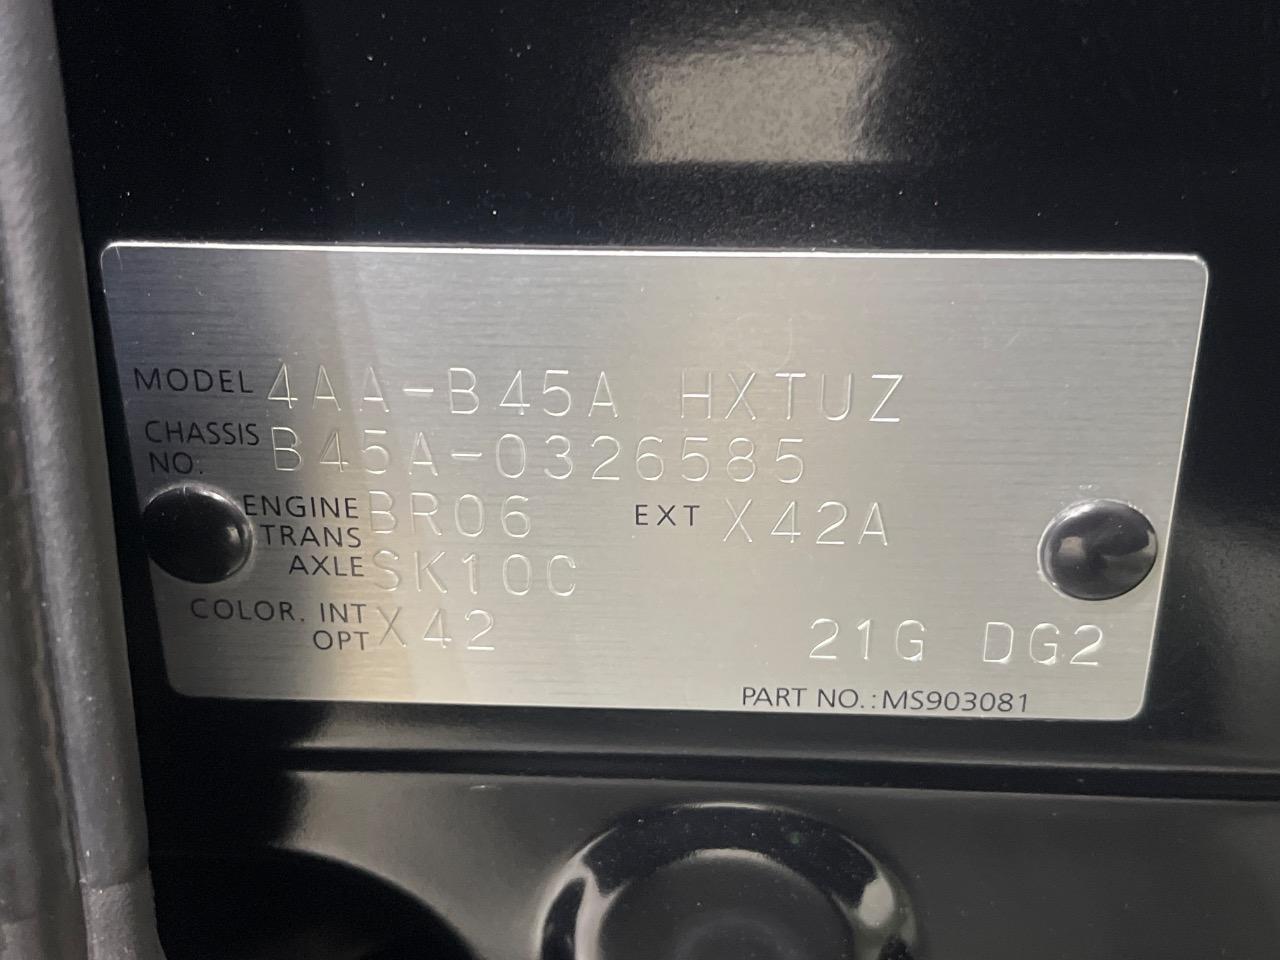 MODEL 4AA-B45A HXTUZ
CHASSIS NO. B45A-0326585
ENGINE BR06 EXT X42A
TRANS AXLE SK10C
COLOR. INT OPT X42 21G DG2
PART NO.:MS903081